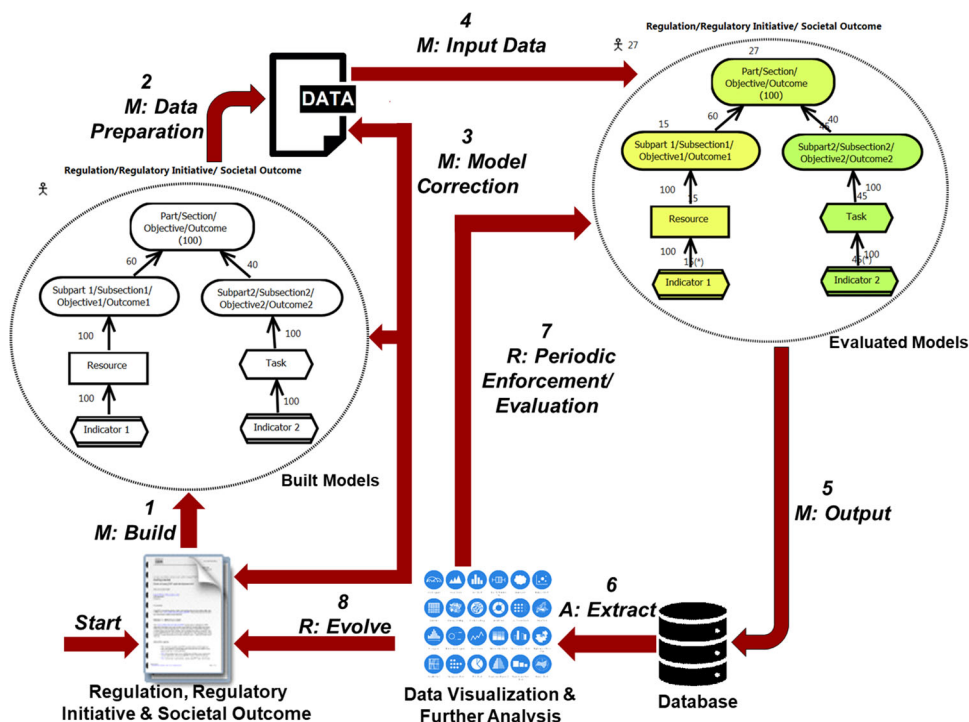 4
M: Input Data
2
M: Data
Preparation
DATA
3
M: Model
Correction
Regulation/Regulatory Initiative/ Societal Outcome
27
27
Part/Section/
Objective/Outcome
(100)
60
40
45
15
Subpart 1/Subsection1/
Objective1/Outcome1
Subpart2/Subsection2/
Objective2/Outcome2
100
15
100
45
Resource
Task
100
15(*)
100
45(*)
Indicator 1
Indicator 2
Evaluated Models
Regulation/Regulatory Initiative/ Societal Outcome
Part/Section/
Objective/Outcome
(100)
60
40
Subpart 1/Subsection1/
Objective1/Outcome1
Subpart2/Subsection2/
Objective2/Outcome2
100
100
Resource
Task
100
100
Indicator 1
Indicator 2
Built Models
7
R: Periodic
Enforcement/
Evaluation
1
M: Build
5
M: Output
Start
8
R: Evolve
6
A: Extract
Regulation, Regulatory
Initiative & Societal Outcome
Data Visualization &
Further Analysis
Database